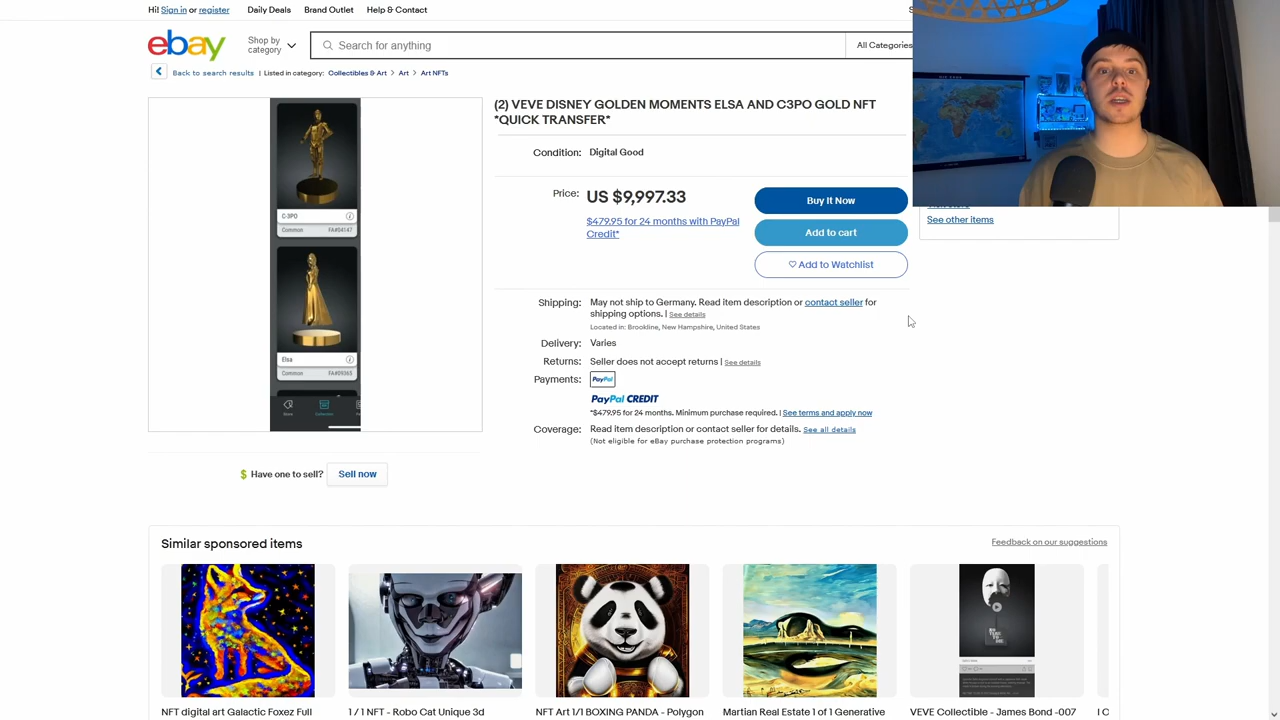 Hi! Sign in or register
Daily Deals
Brand Outlet
Help & Contact
ebay
Shop by
category
Search for anything
All Categories
Back to search results | Listed in category: Collectibles & Art > Art > Art NFTs
(2) VEVE DISNEY GOLDEN MOMENTS ELSA AND C3PO GOLD NFT
*QUICK TRANSFER*
Condition: Digital Good
Price: US $9,997.33
$479.95 for 24 months with PayPal
Credit*
Buy It Now
Add to cart
Add to Watchlist
Shipping: May not ship to Germany. Read item description or contact seller for
shipping options. | See details
Located in: Brookline, New Hampshire, United States
Delivery: Varies
Returns: Seller does not accept returns | See details
Payments: PayPal
PayPal CREDIT
*$479.95 for 24 months. Minimum purchase required. | See terms and apply now
Coverage: Read item description or contact seller for details. See all details
(Not eligible for eBay purchase protection programs)
See other items
C-3PO
Common FA#04147
Elsa
Common FA#09365
Have one to sell? Sell now
Similar sponsored items
Feedback on our suggestions
NFT digital art Galactic Foxez Full
1 / 1 NFT - Robo Cat Unique 3d
NFT Art BOXING PANDA - Polygon
Martian Real Estate 1 of 1 Generative
VEVE Collectible - James Bond -007